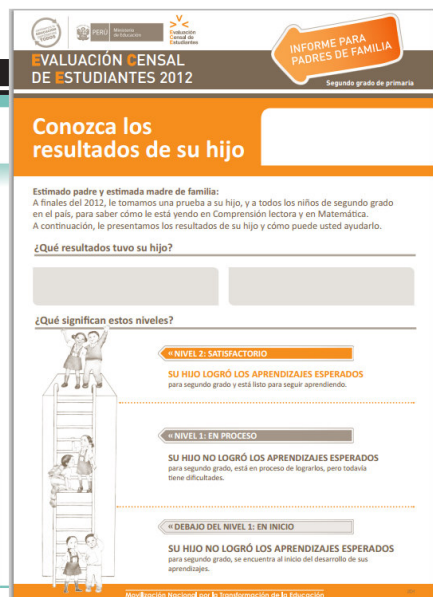 PERÚ
Ministerio
de Educación
Evaluación
Censal de
Estudiantes
EVALUACIÓN CENSAL
DE ESTUDIANTES 2012
INFORME PARA
PADRES DE FAMILIA
Segundo grado de primaria
Conozca los
resultados de su hijo
Estimado padre y estimada madre de familia:
A finales del 2012, le tomamos una prueba a su hijo, y a todos los niños de segundo grado
en el país, para saber cómo le está yendo en Comprensión lectora y en Matemática.
A continuación, le presentamos los resultados de su hijo y cómo puede usted ayudarlo.
¿Qué resultados tuvo su hijo?
¿Qué significan estos niveles?
« NIVEL 2: SATISFACTORIO
SU HIJO LOGRÓ LOS APRENDIZAJES ESPERADOS
para segundo grado y está listo para seguir aprendiendo.
« NIVEL 1: EN PROCESO
SU HIJO NO LOGRÓ LOS APRENDIZAJES ESPERADOS
para segundo grado, está en proceso de lograrlos, pero todavía
tiene dificultades.
« DEBAJO DEL NIVEL 1: EN INICIO
SU HIJO NO LOGRÓ LOS APRENDIZAJES ESPERADOS
para segundo grado, se encuentra al inicio del desarrollo de sus
aprendizajes.
Movilización Nacional por la Transformación de la Educación